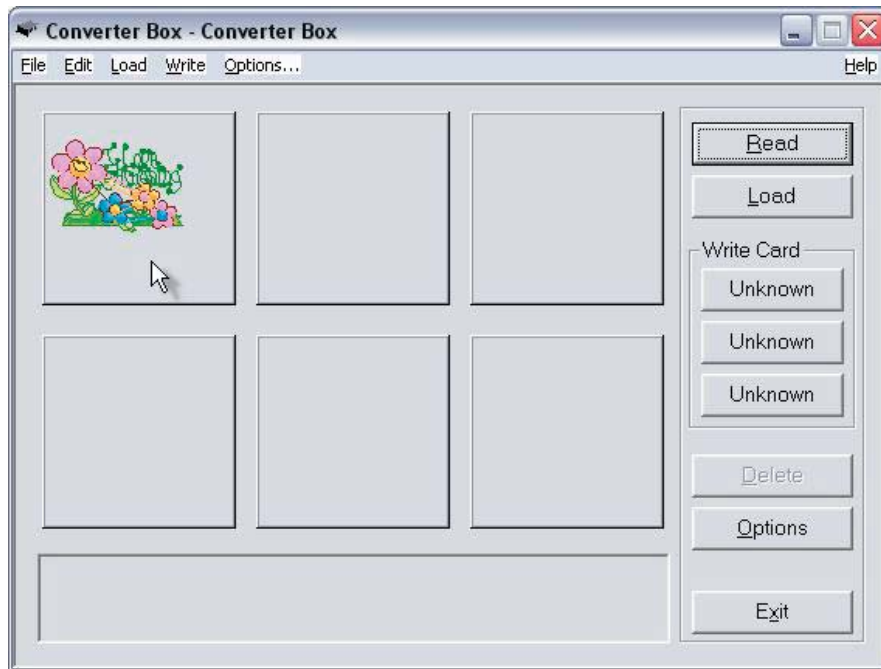 Converter Box - Converter Box
File Edit Load Write Options... Help
Read
Load
Write Card
Unknown
Unknown
Unknown
Delete
Options
Exit